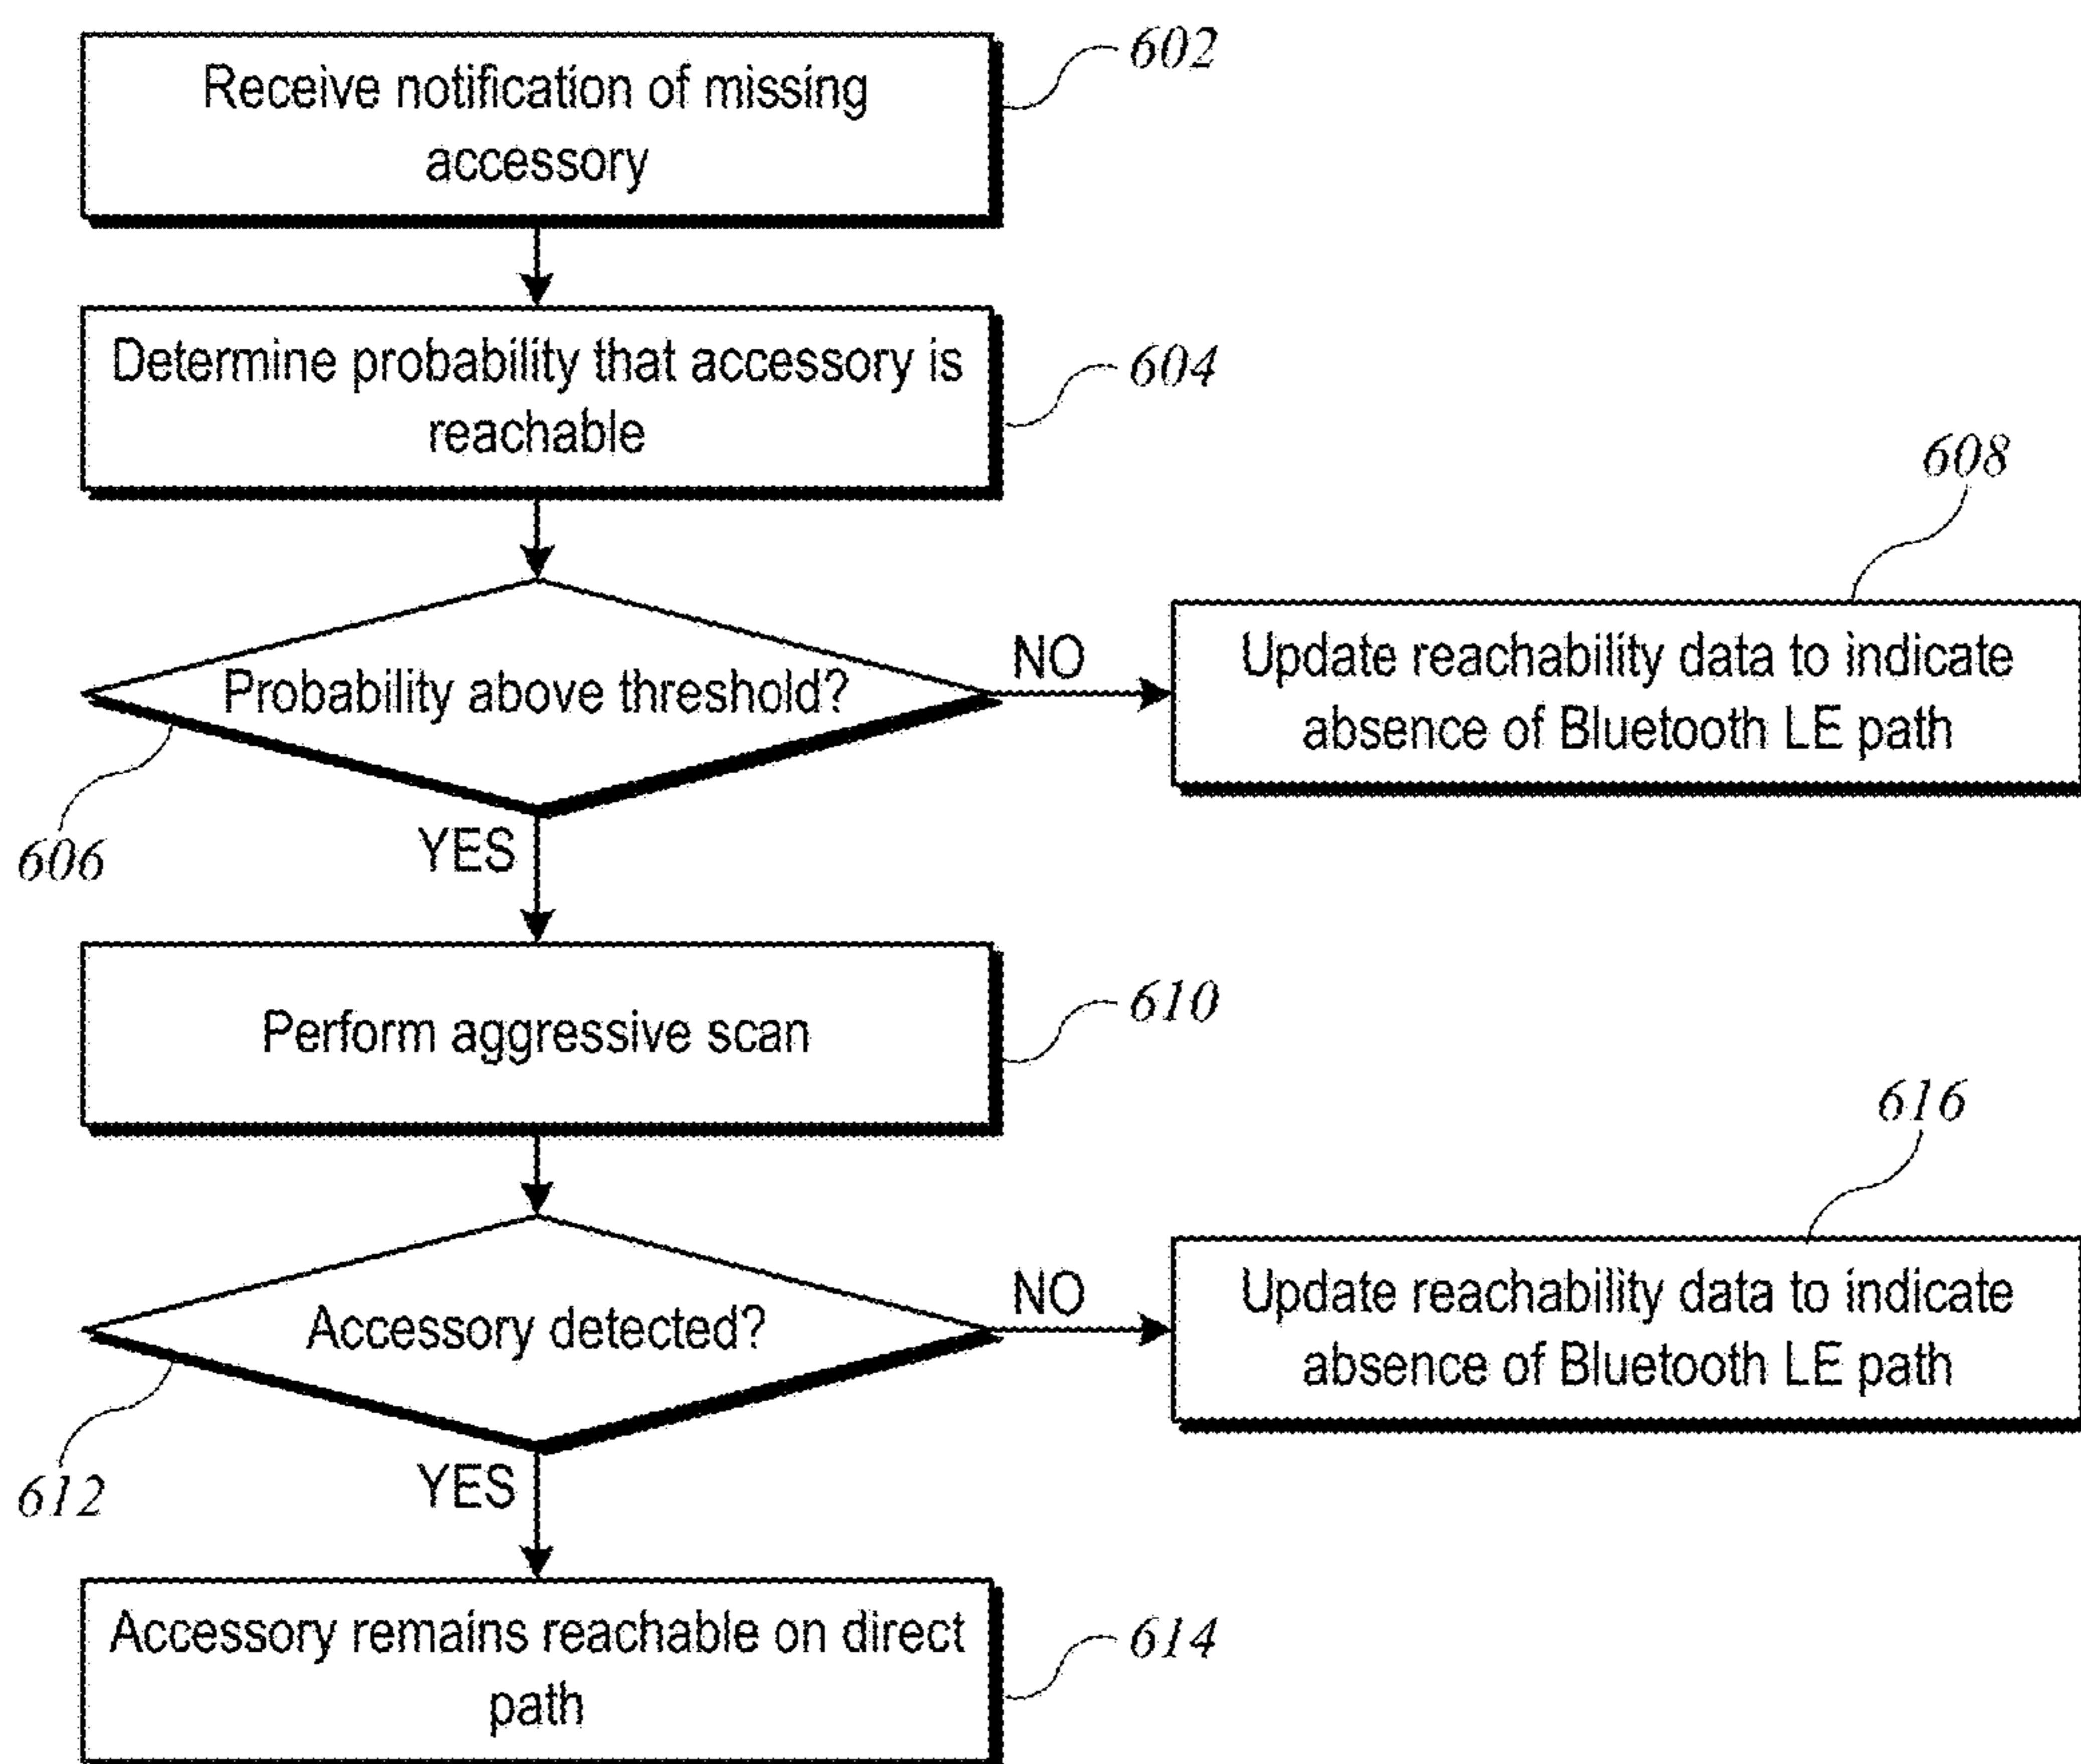 Receive notification of missing
accessory
602
Determine probability that accessory is
reachable
604
Probability above threshold?
606
NO
YES
608
Update reachability data to indicate
absence of Bluetooth LE path
Perform aggressive scan
610
Accessory detected?
612
NO
YES
616
Update reachability data to indicate
absence of Bluetooth LE path
Accessory remains reachable on direct
path
614